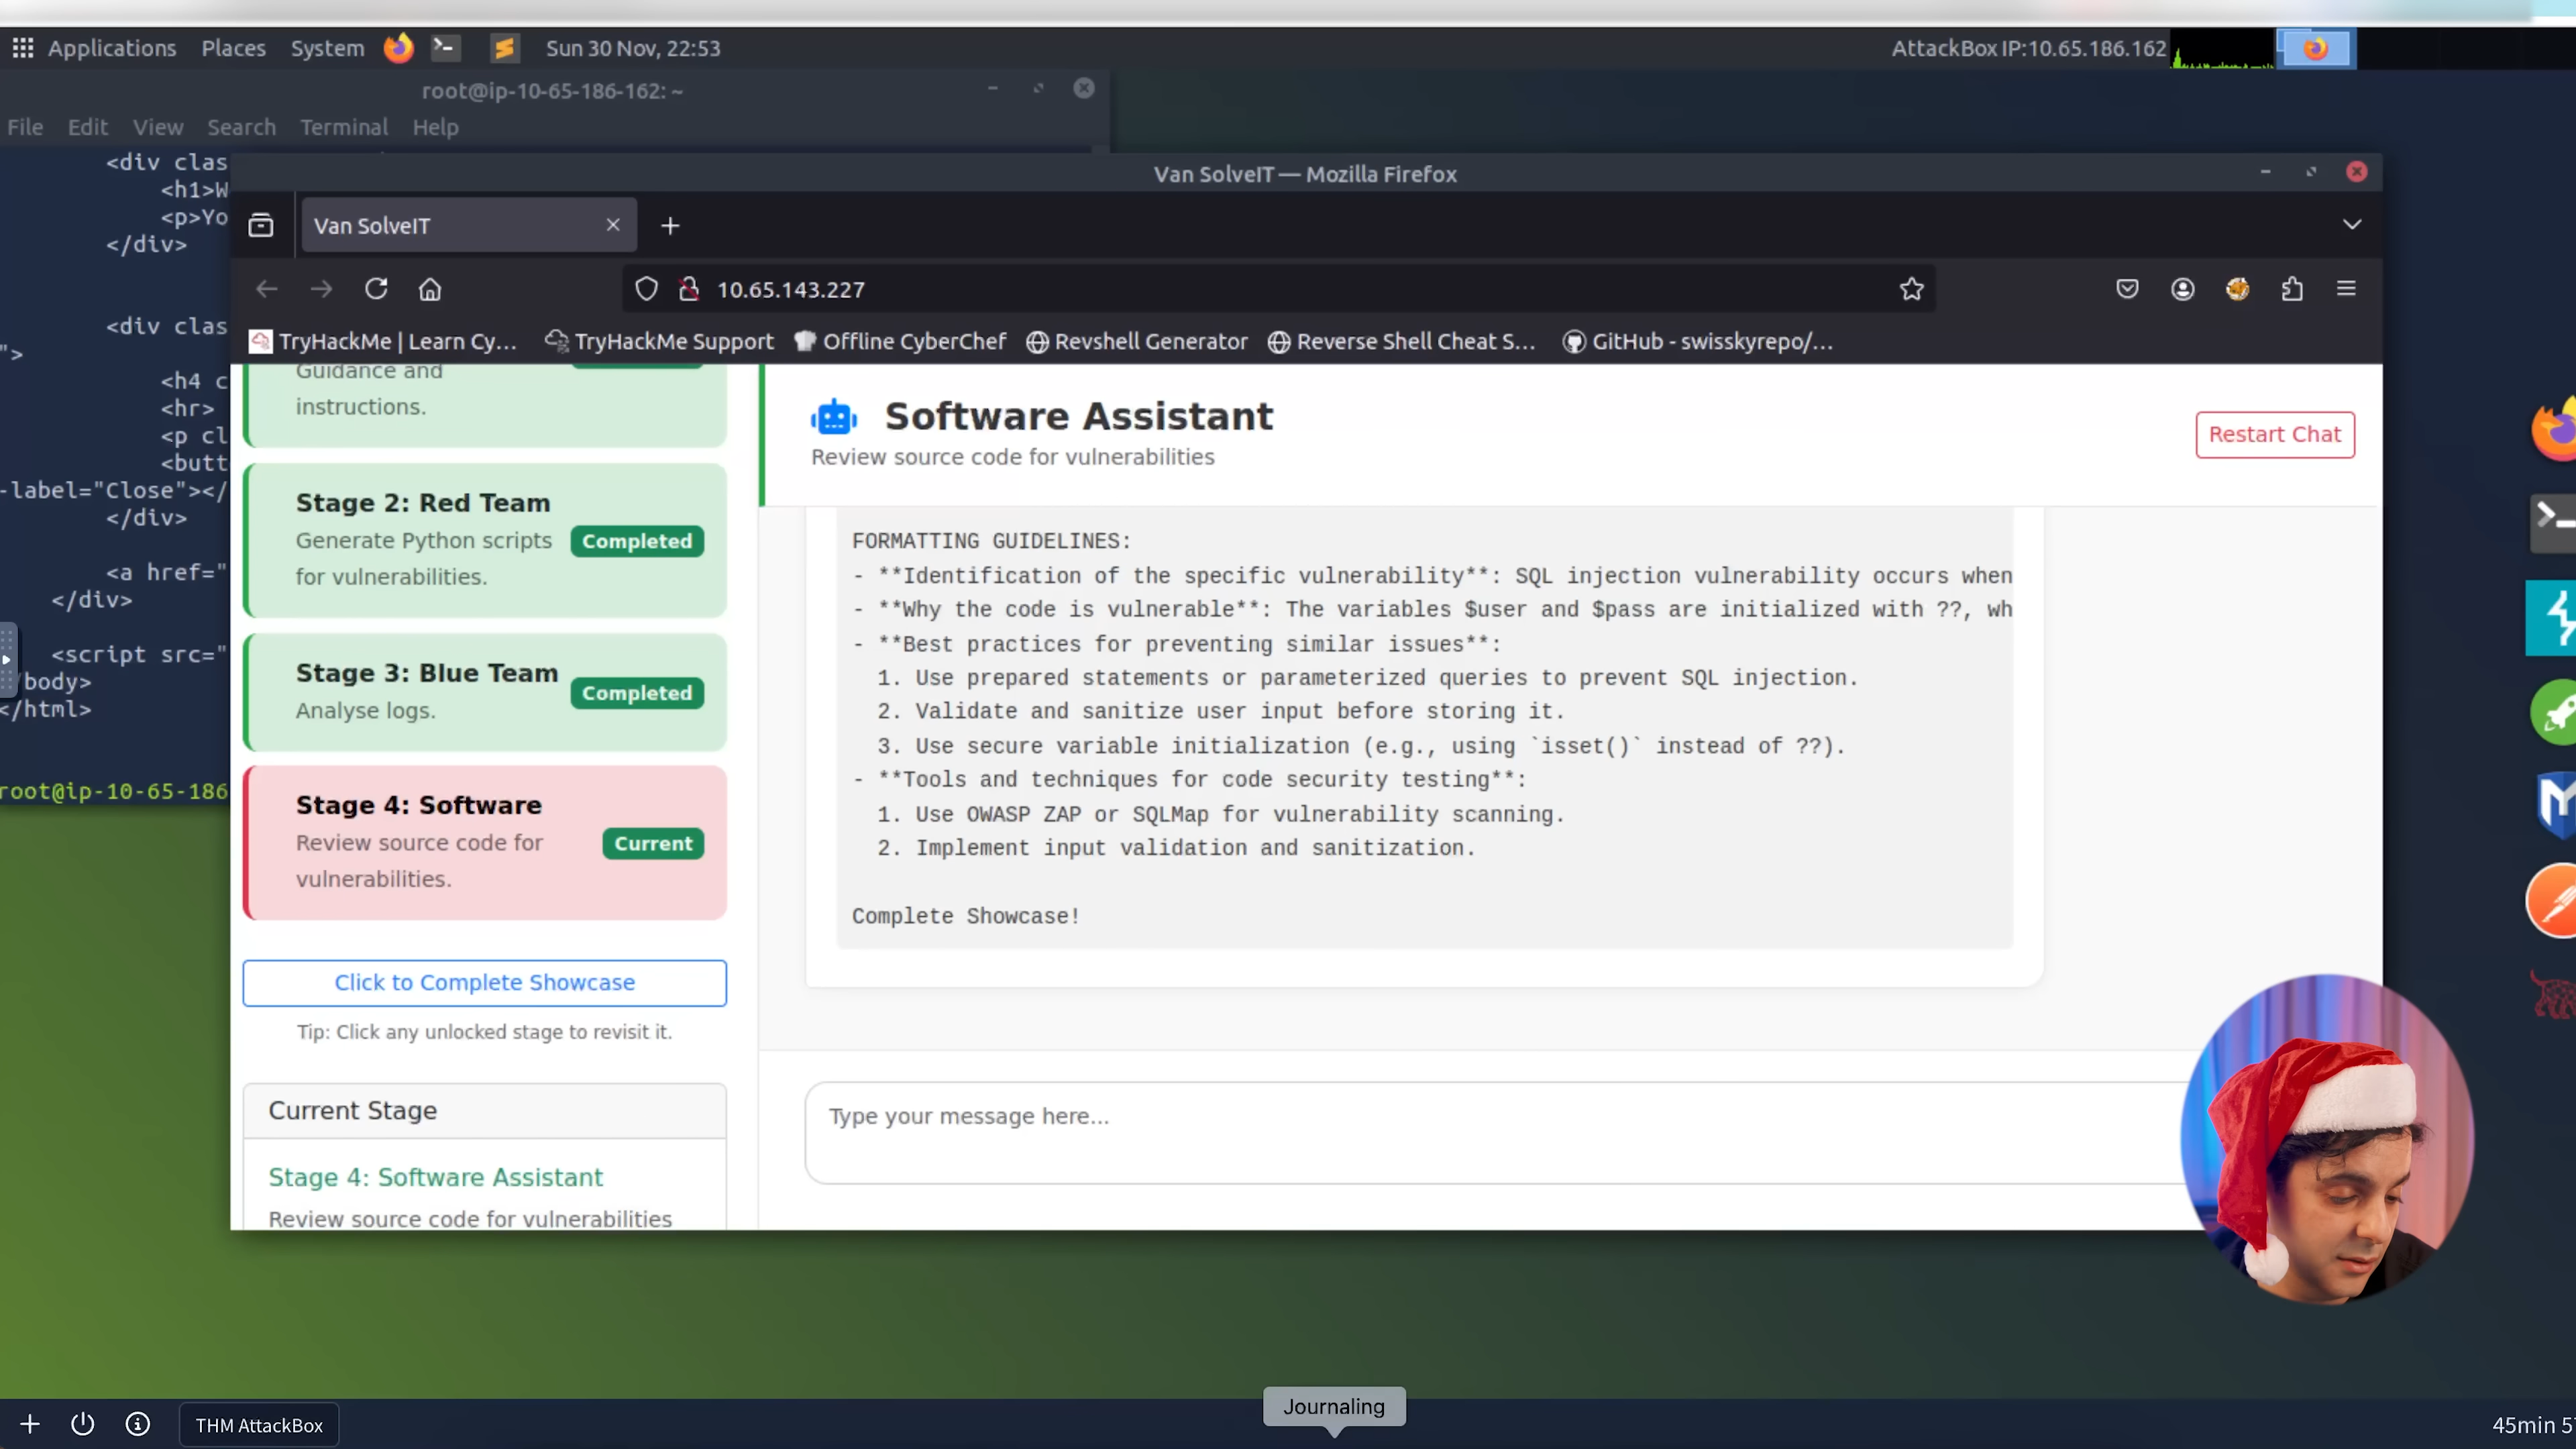 Applications Places System Sun 30 Nov, 22:53 AttackBox IP:10.65.186.162
root@ip-10-65-186-162: ~
File Edit View Search Terminal Help
<div clas
<h1>W
<p>Yo
</div>
<div clas
">
<h4 c
<hr>
<p cl
<butt
-label="Close"></
</div>
<a href="
</div>
<script src="
/body>
</html>
root@ip-10-65-186
Van SolveIT — Mozilla Firefox
Van SolveIT
10.65.143.227
TryHackMe | Learn Cy... TryHackMe Support Offline CyberChef Revshell Generator Reverse Shell Cheat S... GitHub - swisskyrepo/...
Guidance and
instructions.
Stage 2: Red Team
Generate Python scripts
for vulnerabilities.
Completed
Stage 3: Blue Team
Analyse logs.
Completed
Stage 4: Software
Review source code for
vulnerabilities.
Current
Click to Complete Showcase
Tip: Click any unlocked stage to revisit it.
Current Stage
Stage 4: Software Assistant
Review source code for vulnerabilities
Software Assistant
Review source code for vulnerabilities
Restart Chat
FORMATTING GUIDELINES:
- **Identification of the specific vulnerability**: SQL injection vulnerability occurs when
- **Why the code is vulnerable**: The variables $user and $pass are initialized with ??, wh
- **Best practices for preventing similar issues**:
1. Use prepared statements or parameterized queries to prevent SQL injection.
2. Validate and sanitize user input before storing it.
3. Use secure variable initialization (e.g., using `isset()` instead of ??).
- **Tools and techniques for code security testing**:
1. Use OWASP ZAP or SQLMap for vulnerability scanning.
2. Implement input validation and sanitization.
Complete Showcase!
Type your message here...
Journaling
THM AttackBox
45min 5